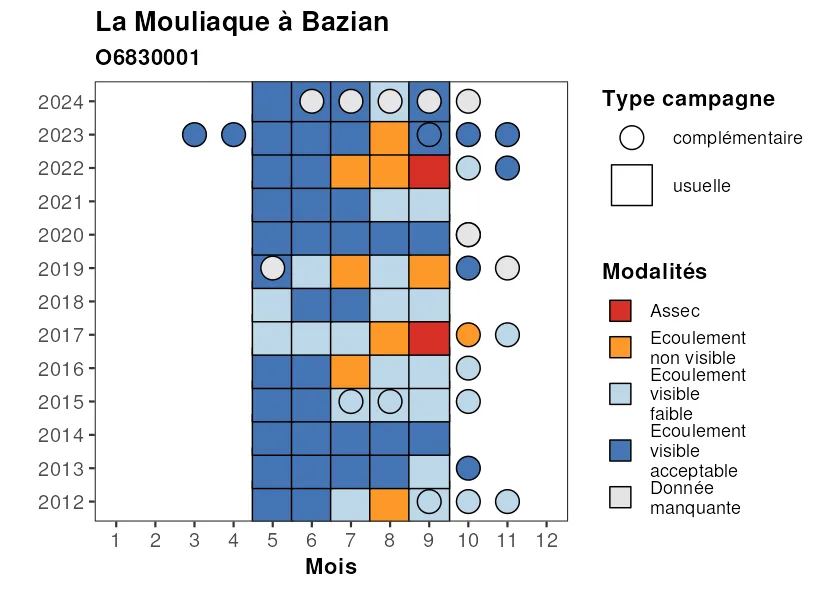 La Mouliaque à Bazian
O6830001
2024
2023
2022
2021
2020
2019
2018
2017
2016
2015
2014
2013
2012
1 2 3 4 5 6 7 8 9 10 11 12
Mois
Type campagne
complémentaire
usuelle
Modalités
Assec
Ecoulement
non visible
Ecoulement
visible
faible
Ecoulement
visible
acceptable
Donnée
manquante